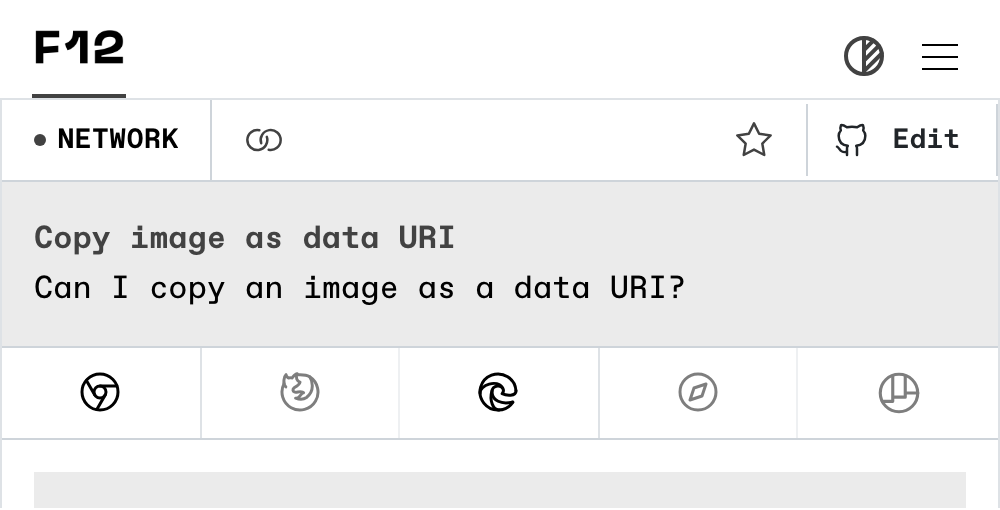 F12
NETWORK
Edit
Copy image as data URI
Can I copy an image as a data URI?